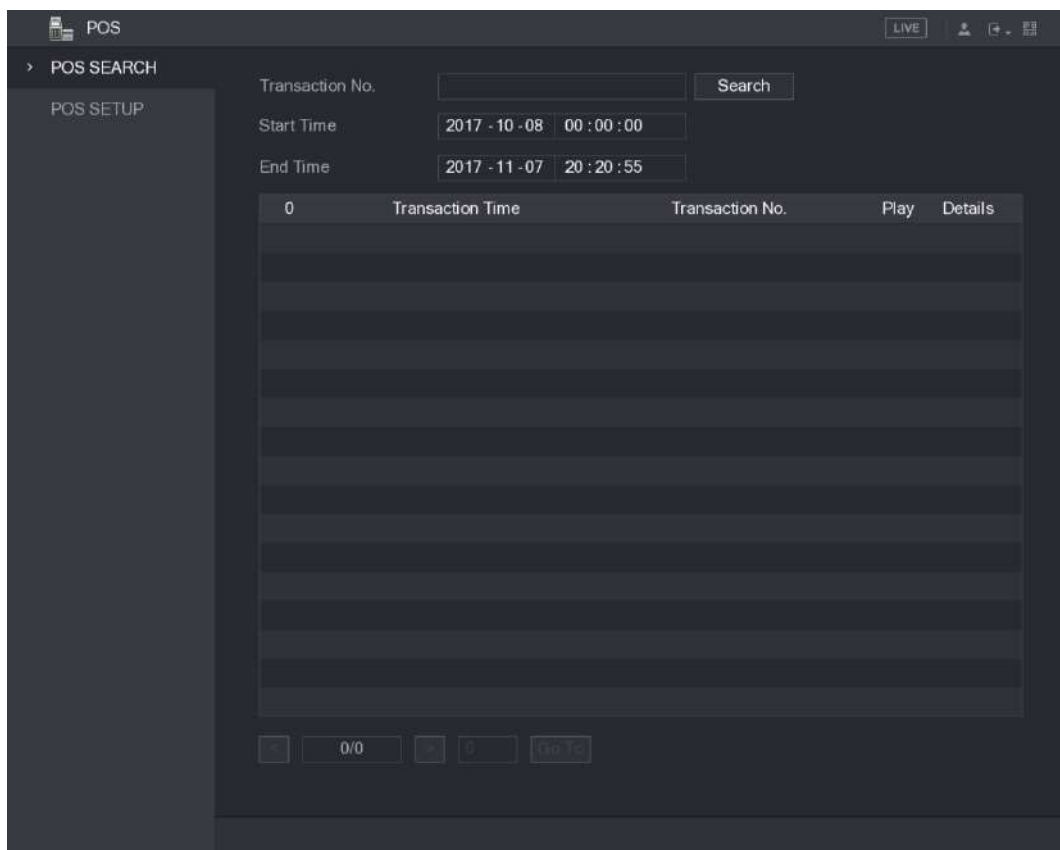 POS
LIVE
POS SEARCH
POS SETUP
Transaction No.
Search
Start Time
2017 - 10 - 08 00 : 00 : 00
End Time
2017 - 11 - 07 20 : 20 : 55
0 Transaction Time Transaction No. Play Details
< 0/0 > 0 Go To